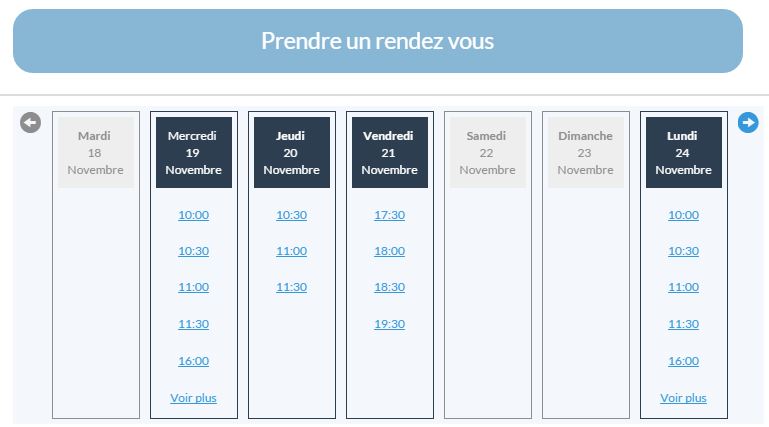 Prendre un rendez vous
Mardi
18
Novembre
Mercredi
19
Novembre
10:00
10:30
11:00
11:30
16:00
Voir plus
Jeudi
20
Novembre
10:30
11:00
11:30
Vendredi
21
Novembre
17:30
18:00
18:30
19:30
Samedi
22
Novembre
Dimanche
23
Novembre
Lundi
24
Novembre
10:00
10:30
11:00
11:30
16:00
Voir plus